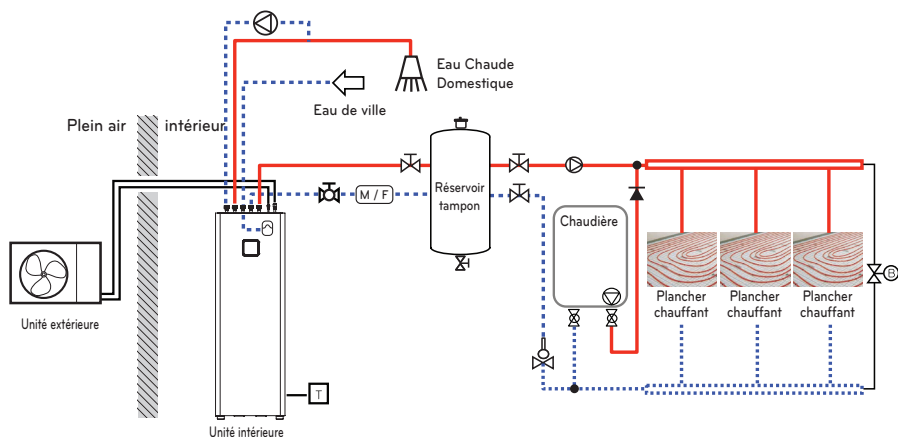 Eau Chaude
Domestique
Eau de ville
Plein air
intérieur
M / F
Réservoir
tampon
Chaudière
B
Plancher
chauffant
Plancher
chauffant
Plancher
chauffant
Unité extérieure
T
Unité intérieure